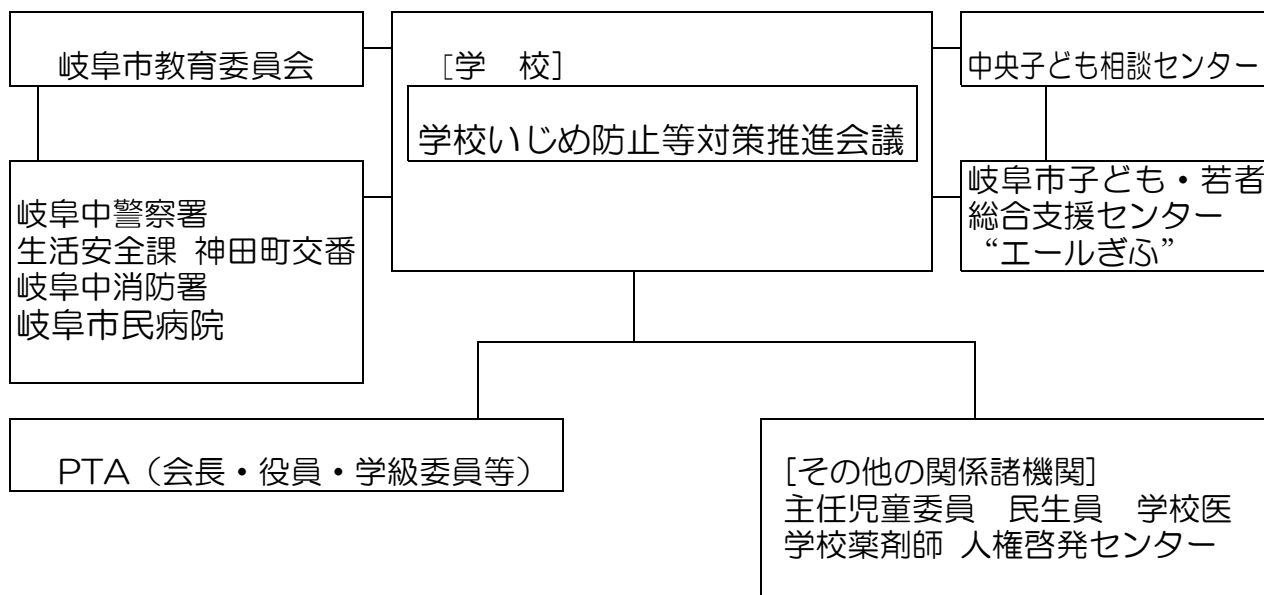 岐阜市教育委員会
[学　校]
学校いじめ防止等対策推進会議
中央子ども相談センター
岐阜中警察署
生活安全課 神田町交番
岐阜中消防署
岐阜市民病院
岐阜市子ども・若者
総合支援センター
“エールぎふ”
PTA（会長・役員・学級委員等）
[その他の関係諸機関]
主任児童委員　民生員　学校医
学校薬剤師 人権啓発センター